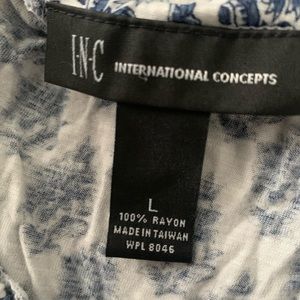 I·N·C INTERNATIONAL CONCEPTS
L
100% RAYON
MADE IN TAIWAN
WPL 8046